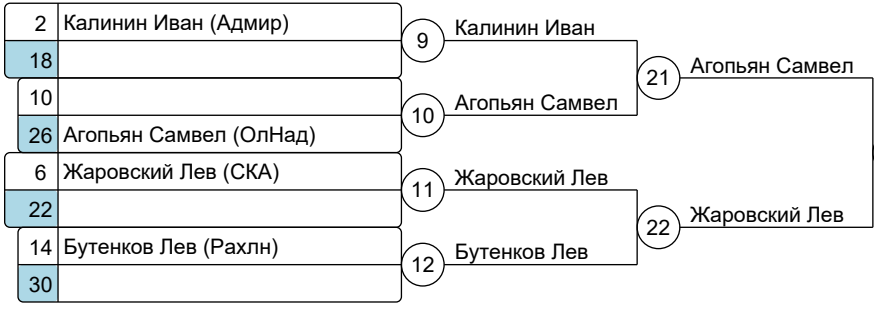 2 Калинин Иван (Адмир)
9 Калинин Иван
18
21 Агопьян Самвел
10
10 Агопьян Самвел
26 Агопьян Самвел (ОлНад)
6 Жаровский Лев (СКА)
11 Жаровский Лев
22
22 Жаровский Лев
14 Бутенков Лев (Рахлн)
12 Бутенков Лев
30